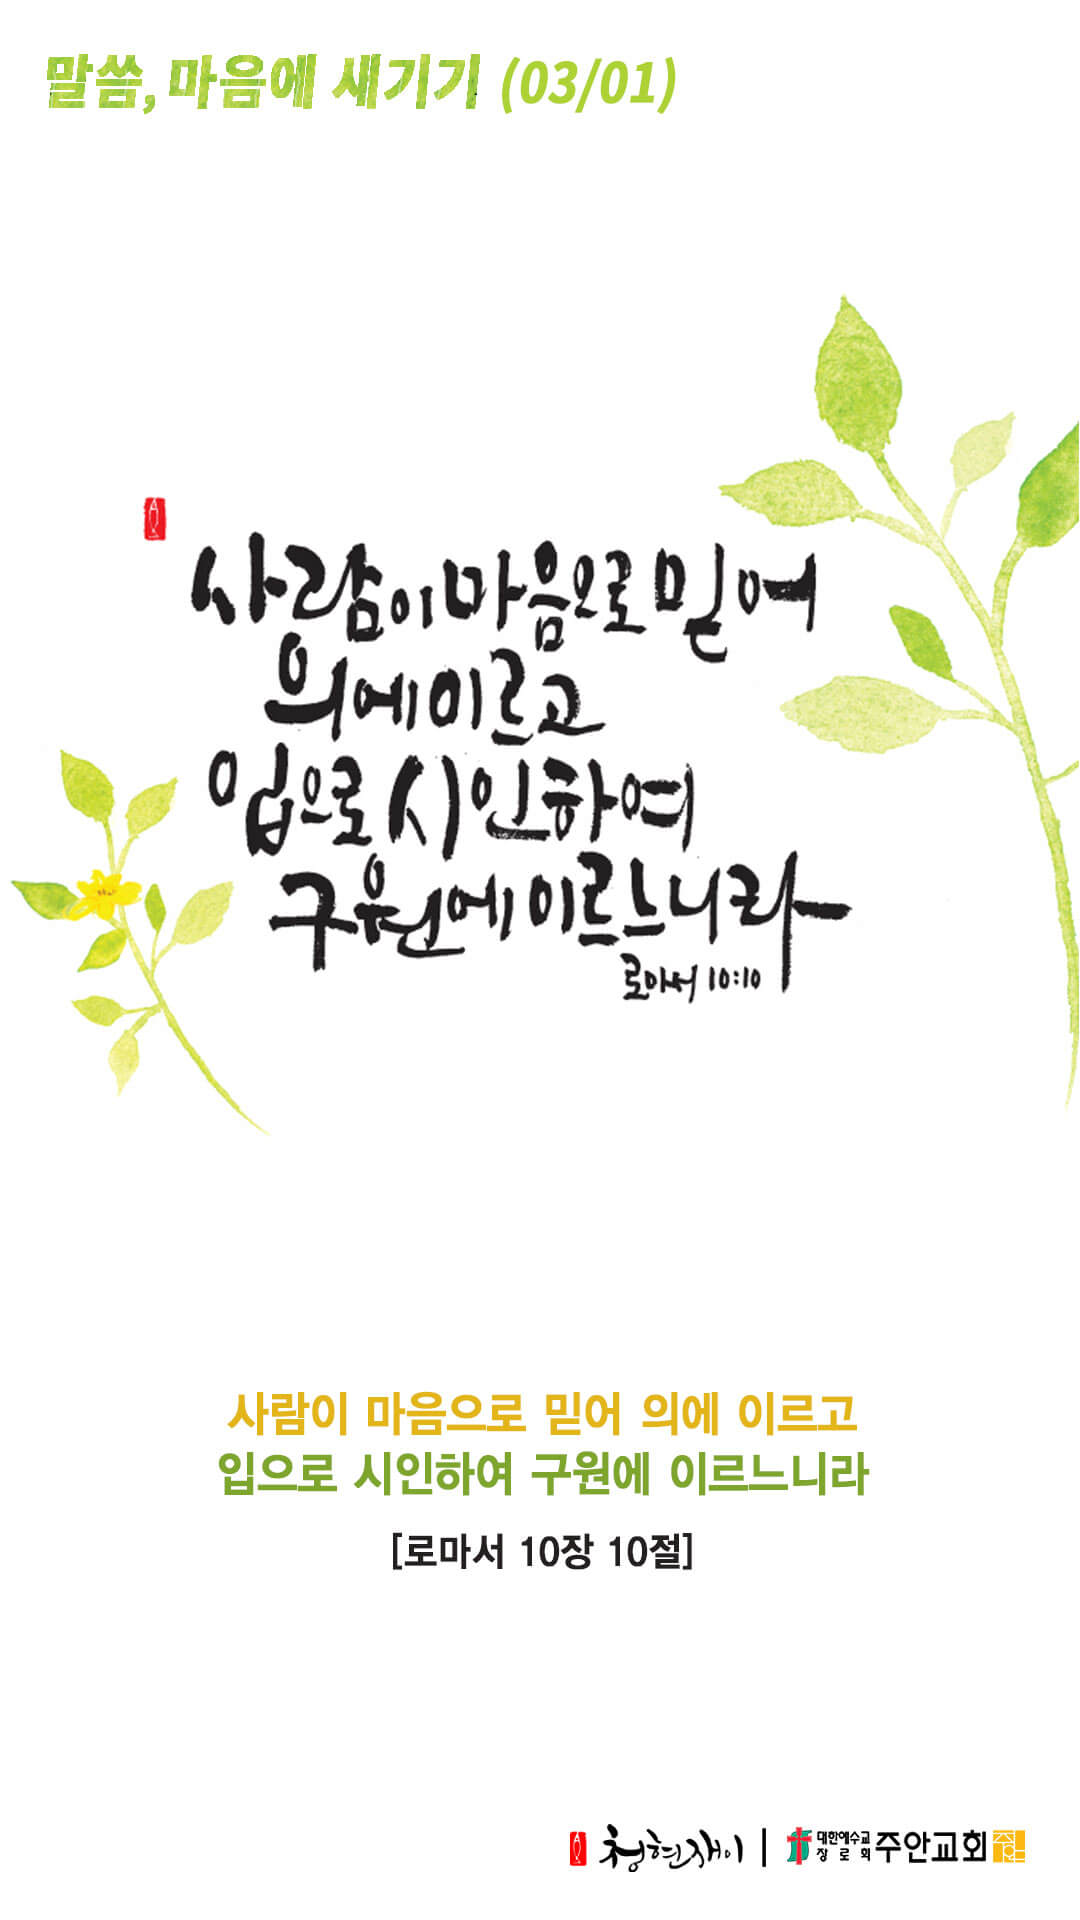 말씀, 마음에 새기기 (03/01)
사람이 마음으로 믿어
의에 이르고
입으로 시인하여
구원에 이르느니라
로마서 10:10
사람이 마음으로 믿어 의에 이르고
입으로 시인하여 구원에 이르느니라
[로마서 10장 10절]
청현재이 | 대한예수교장로회 주안교회